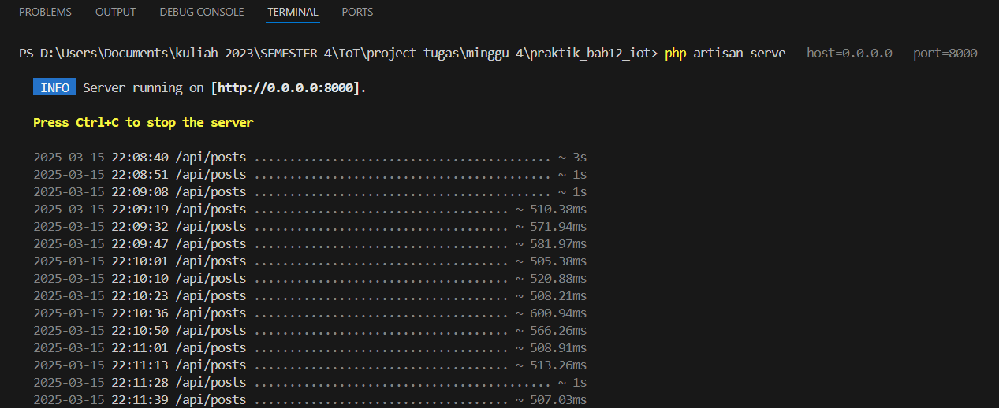 PROBLEMS OUTPUT DEBUG CONSOLE TERMINAL PORTS
PS D:\Users\Documents\kuliah 2023\SEMESTER 4\IoT\project tugas\minggu 4\praktik_bab12_iot> php artisan serve --host=0.0.0.0 --port=8000
INFO Server running on [http://0.0.0.0:8000].
Press Ctrl+C to stop the server
2025-03-15 22:08:40 /api/posts .......................................... ~ 3s
2025-03-15 22:08:51 /api/posts .......................................... ~ 1s
2025-03-15 22:09:08 /api/posts .......................................... ~ 1s
2025-03-15 22:09:19 /api/posts .................................... ~ 510.38ms
2025-03-15 22:09:32 /api/posts .................................... ~ 571.94ms
2025-03-15 22:09:47 /api/posts .................................... ~ 581.97ms
2025-03-15 22:10:01 /api/posts .................................... ~ 505.38ms
2025-03-15 22:10:10 /api/posts .................................... ~ 520.88ms
2025-03-15 22:10:23 /api/posts .................................... ~ 508.21ms
2025-03-15 22:10:36 /api/posts .................................... ~ 600.94ms
2025-03-15 22:10:50 /api/posts .................................... ~ 566.26ms
2025-03-15 22:11:01 /api/posts .................................... ~ 508.91ms
2025-03-15 22:11:13 /api/posts .................................... ~ 513.26ms
2025-03-15 22:11:28 /api/posts .......................................... ~ 1s
2025-03-15 22:11:39 /api/posts .................................... ~ 507.03ms